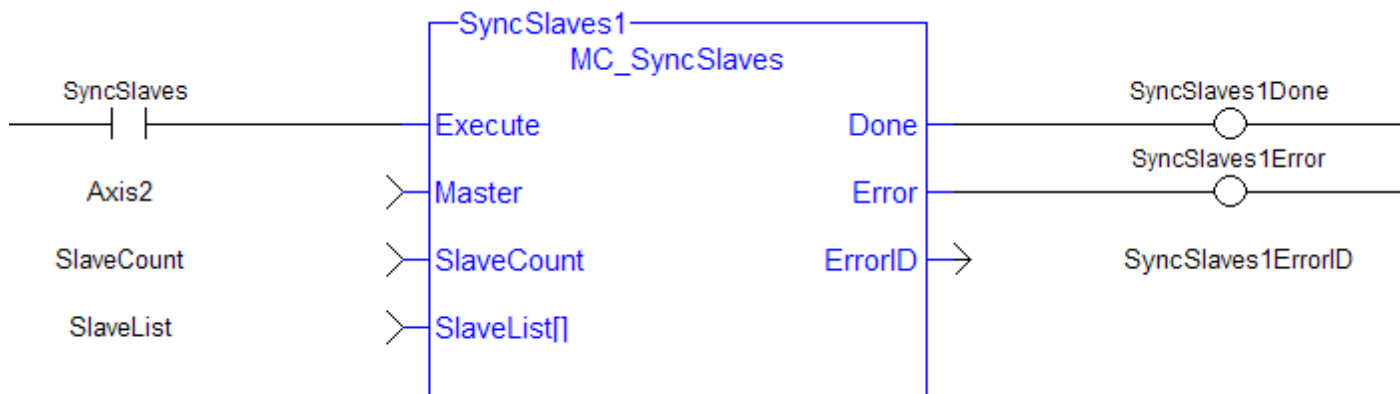 SyncSlaves1
MC_SyncSlaves
SyncSlaves
SyncSlaves1Done
Execute
Done
SyncSlaves1Error
Axis2
Master
Error
SlaveCount
SlaveCount
ErrorID
SyncSlaves1ErrorID
SlaveList
SlaveList[]